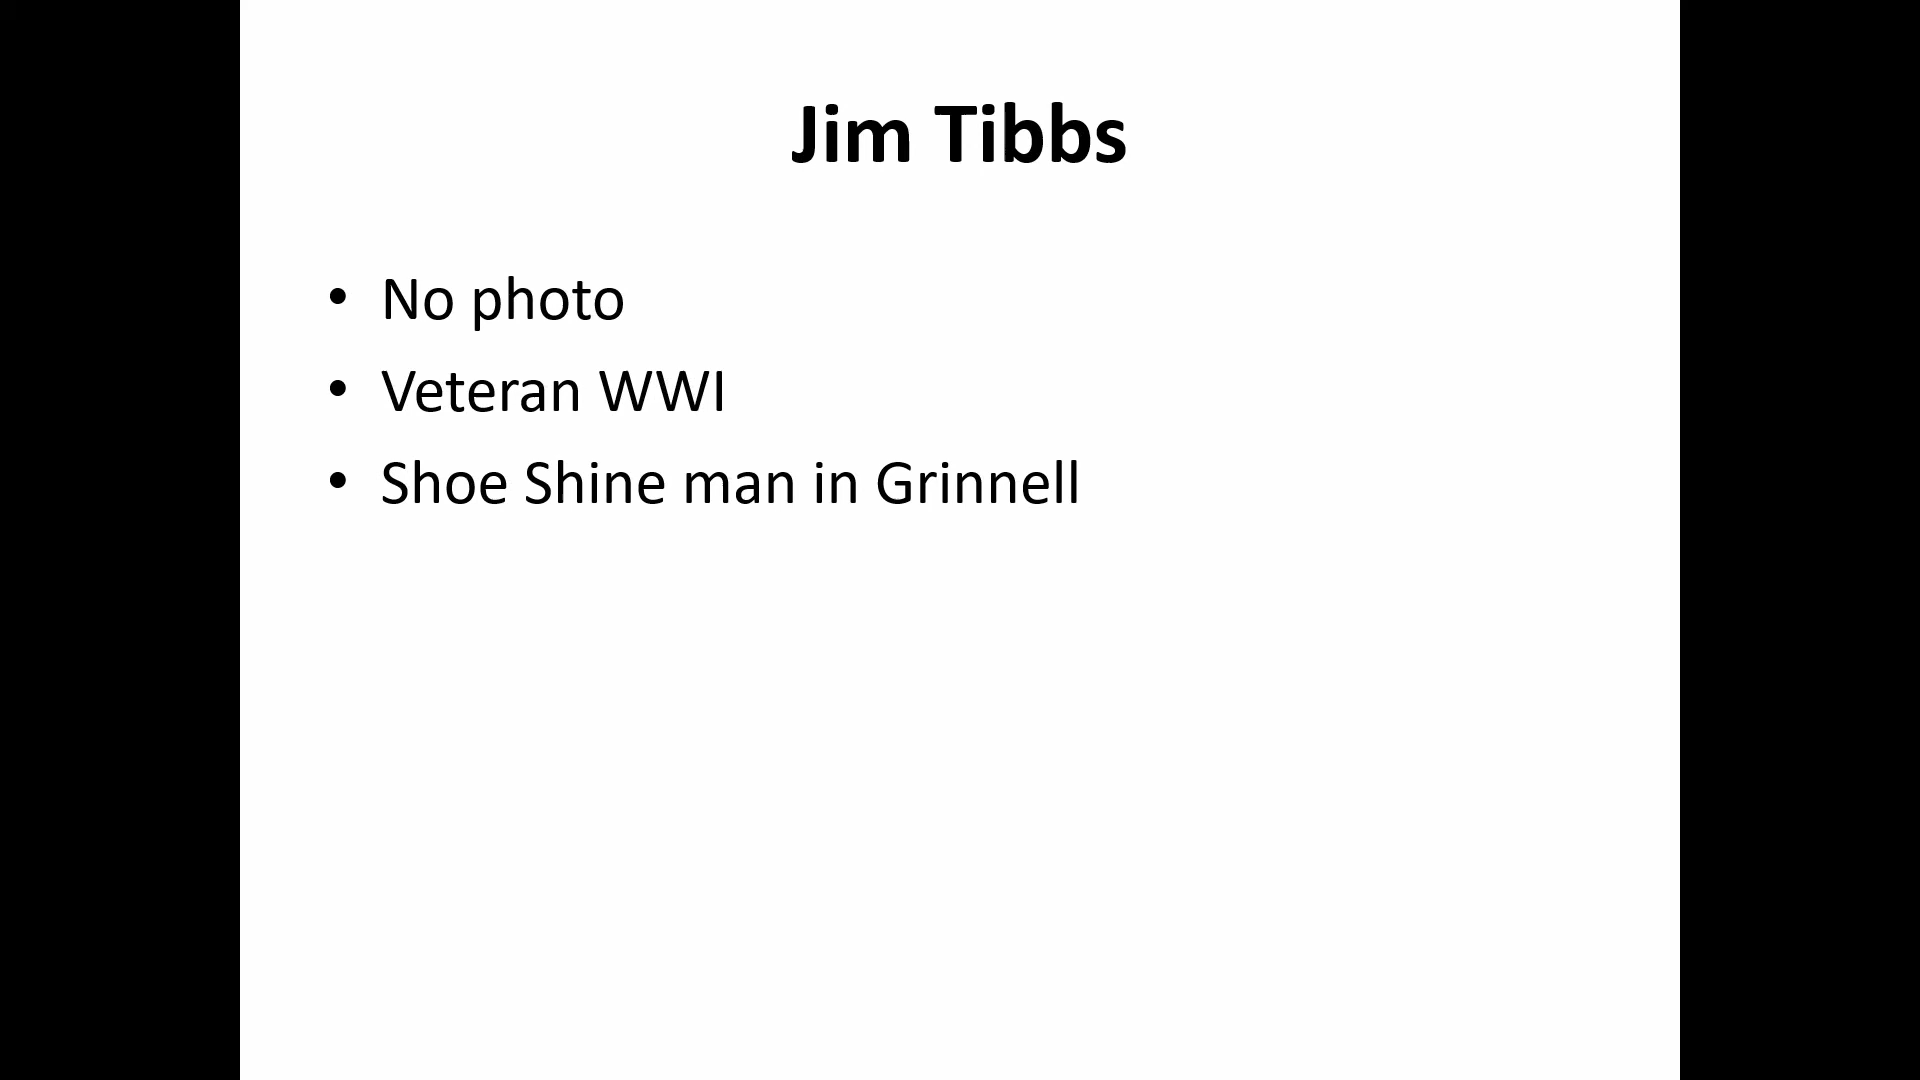 Jim Tibbs
• No photo
• Veteran WWI
• Shoe Shine man in Grinnell